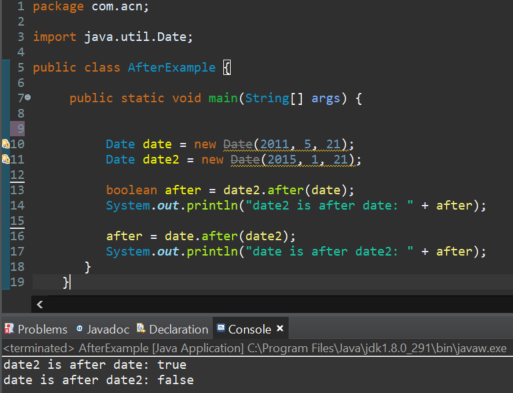 1 package com.acn;
2
3 import java.util.Date;
4
5 public class AfterExample {
6
7 public static void main(String[] args) {
8
9
10 Date date = new Date(2011, 5, 21);
11 Date date2 = new Date(2015, 1, 21);
12
13 boolean after = date2.after(date);
14 System.out.println("date2 is after date: " + after);
15
16 after = date.after(date2);
17 System.out.println("date is after date2: " + after);
18 }
19 }
Problems Javadoc Declaration Console
<terminated> AfterExample [Java Application] C:\Program Files\Java\jdk1.8.0_291\bin\javaw.exe
date2 is after date: true
date is after date2: false